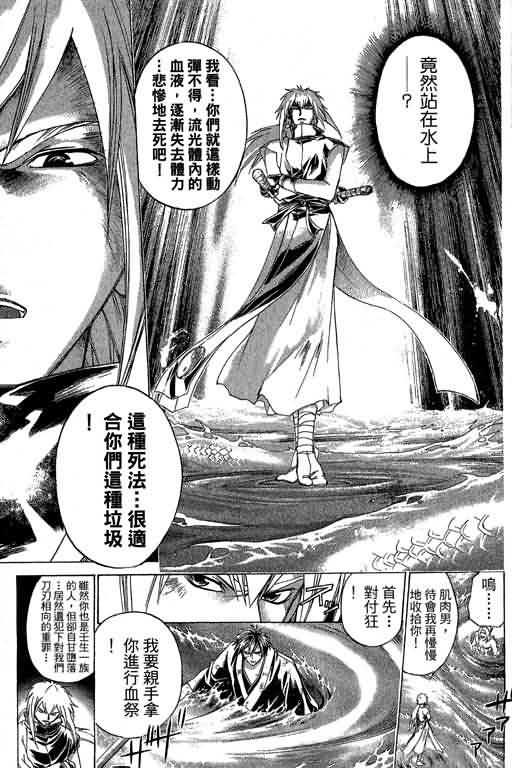 竟然站在水上
——？
我看…你們就這樣動
彈不得，流光體內的
血液，逐漸失去體力
…悲慘地去死吧！
這種死法…很適
合你們這種垃圾
！
嗚……
肌肉男，
待會我再慢慢
地收拾你！
首先…
對付狂
！
我要親手拿
你進行血祭
！
雖然你也是壬生一族
的人，但卻自甘墮落
…居然還犯下對我們
刀刃相向的重罪…